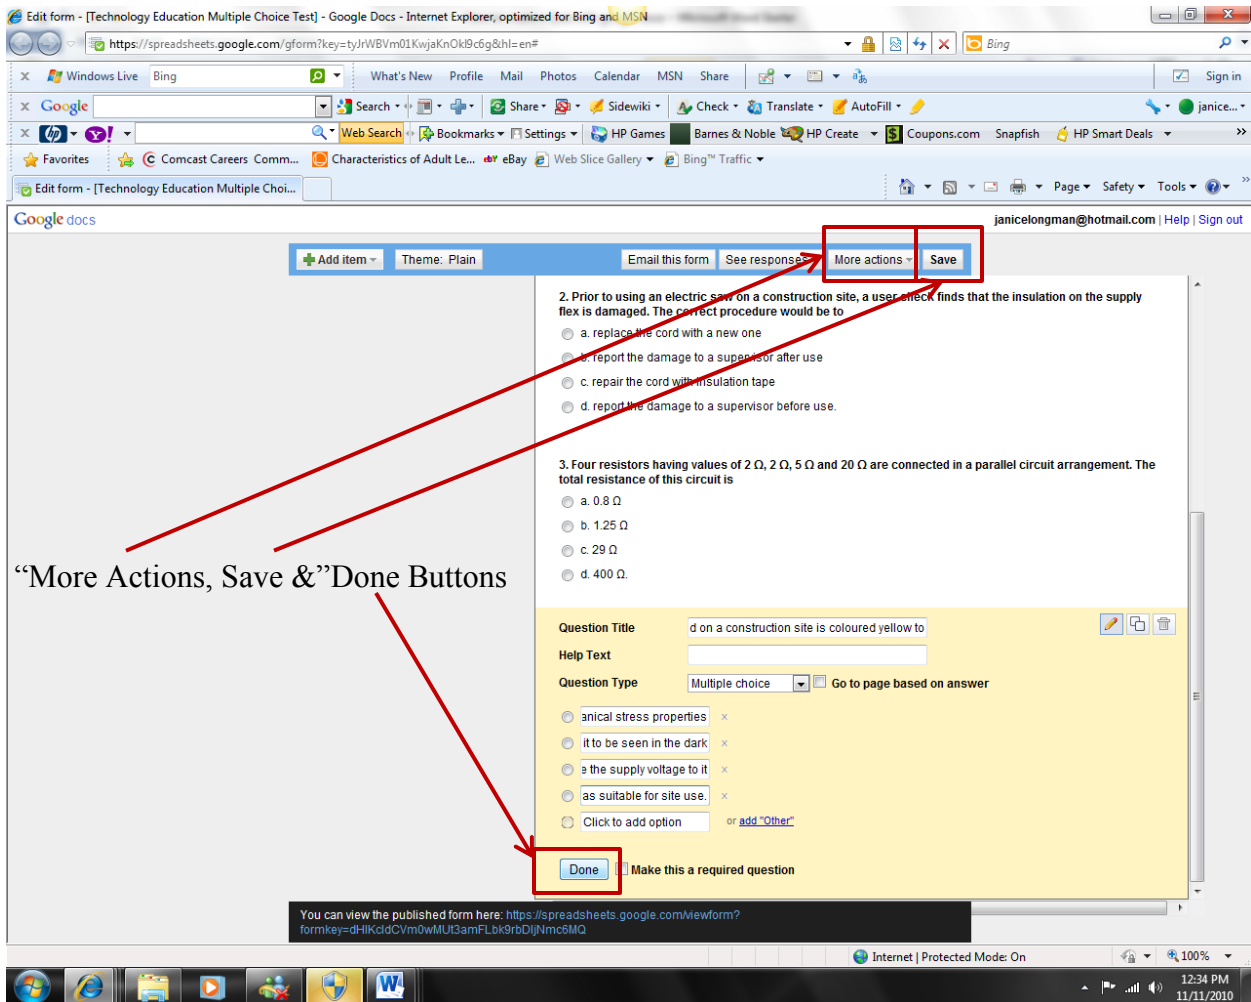 Edit form - [Technology Education Multiple Choice Test] - Google Docs - Internet Explorer, optimized for Bing and MSN
https://spreadsheets.google.com/gform?key=tyJrWBVm01KwjaKnOkl9c6g&hl=en#
Bing
x Windows Live Bing What's New Profile Mail Photos Calendar MSN Share Sign in
x Google Search Share Sidewiki Check Translate AutoFill janice...
x Web Search Bookmarks Settings HP Games Barnes & Noble HP Create Coupons.com Snapfish HP Smart Deals
Favorites Comcast Careers Comm... Characteristics of Adult Le... eBay Web Slice Gallery Bing™ Traffic
Edit form - [Technology Education Multiple Choi... Page Safety Tools
Google docs janicelongman@hotmail.com | Help | Sign out
Add item Theme: Plain Email this form See responses More actions Save
2. Prior to using an electric saw on a construction site, a user check finds that the insulation on the supply
flex is damaged. The correct procedure would be to
a. replace the cord with a new one
b. report the damage to a supervisor after use
c. repair the cord with insulation tape
d. report the damage to a supervisor before use.
3. Four resistors having values of 2 Ω, 2 Ω, 5 Ω and 20 Ω are connected in a parallel circuit arrangement. The
total resistance of this circuit is
a. 0.8 Ω
b. 1.25 Ω
c. 29 Ω
d. 400 Ω.
“More Actions, Save &”Done Buttons
Question Title d on a construction site is coloured yellow to
Help Text
Question Type Multiple choice Go to page based on answer
anical stress properties x
it to be seen in the dark x
e the supply voltage to it x
as suitable for site use. x
Click to add option or add "Other"
Done Make this a required question
You can view the published form here: https://spreadsheets.google.com/viewform?
formkey=dHlKcldCVm0wMUt3amFLbk9rbDljNmc6MQ
Internet | Protected Mode: On 100%
12:34 PM
11/11/2010